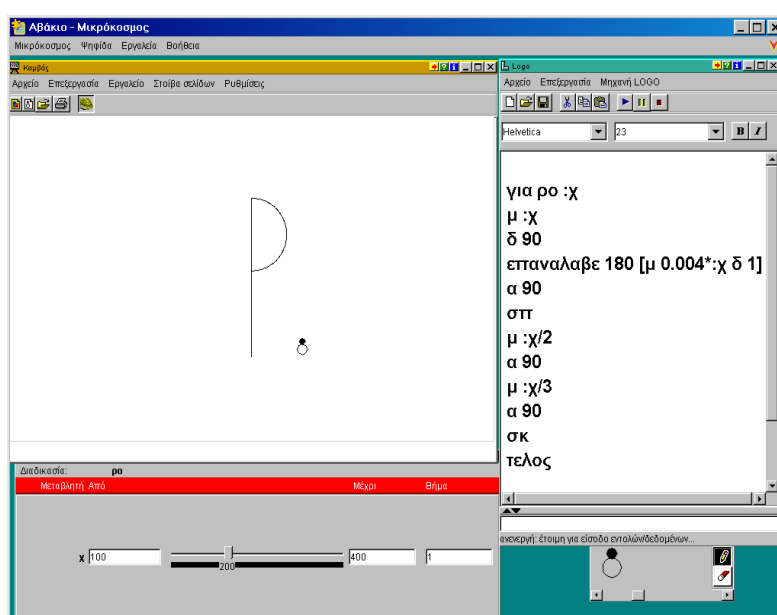 Αβάκιο - Μικρόκοσμος
Μικρόκοσμος Ψηφίδα Εργαλεία Βοήθεια
Καμβάς
Αρχείο Επεξεργασία Εργαλείο Στοίβα σελίδων Ρυθμίσεις
Logo
Αρχείο Επεξεργασία Μηχανή LOGO
Helvetica 23 B I
για ρο :χ
μ :χ
δ 90
επαναλαβε 180 [μ 0.004*:χ δ 1]
α 90
σπ
μ :χ/2
α 90
μ :χ/3
α 90
σκ
τελος
Διαδικασία: ρο
Μεταβλητή Από Μέχρι Βήμα
χ 100 200 400 1
ανενεργή: έτοιμη για είσοδο εντολών/δεδομένων...